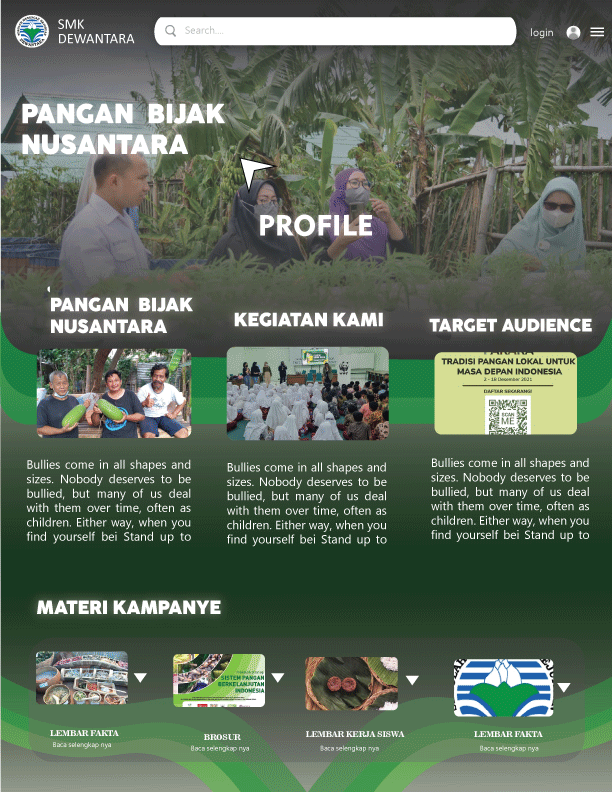 SMK
DEWANTARA
Search....
login
PANGAN BIJAK
NUSANTARA
PROFILE
PANGAN BIJAK
NUSANTARA
KEGIATAN KAMI
TARGET AUDIENCE
TRADISI PANGAN LOKAL UNTUK
MASA DEPAN INDONESIA
2 - 18 Desember 2021
DAFTAR SEKARANG!
SCAN
ME
Bullies come in all shapes and
sizes. Nobody deserves to be
bullied, but many of us deal
with them over time, often as
children. Either way, when you
find yourself bei Stand up to
Bullies come in all shapes and
sizes. Nobody deserves to be
bullied, but many of us deal
with them over time, often as
children. Either way, when you
find yourself bei Stand up to
Bullies come in all shapes and
sizes. Nobody deserves to be
bullied, but many of us deal
with them over time, often as
children. Either way, when you
find yourself bei Stand up to
MATERI KAMPANYE
SISTEM PANGAN
BERKELANJUTAN
INDONESIA
LEMBAR FAKTA
Baca selengkap nya
BROSUR
Baca selengkap nya
LEMBAR KERJA SISWA
Baca selengkap nya
LEMBAR FAKTA
Baca selengkap nya